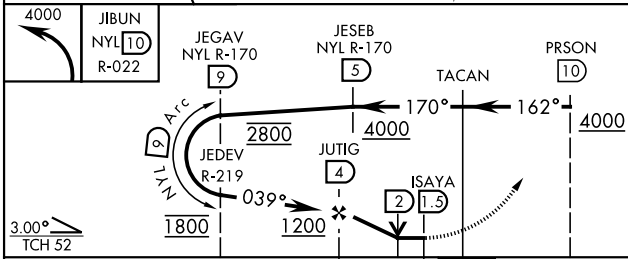 4000
JIBUN
NYL 10
R-022
JEGAV
NYL R-170
9
JESEB
NYL R-170
5
TACAN
PRSON
10
170°
162°
2800
4000
4000
NYL 9 Arc
JEDEV
R-219
JUTIG
4
039°
2
ISAYA
1.5
1800
1200
3.00°
TCH 52